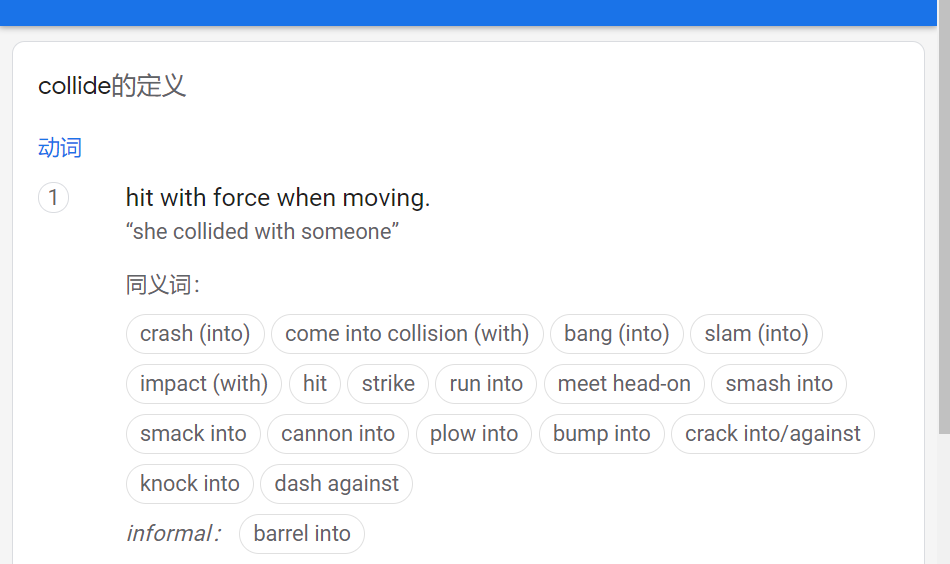 collide的定义
动词
1 hit with force when moving.
“she collided with someone”
同义词：
crash (into) come into collision (with) bang (into) slam (into)
impact (with) hit strike run into meet head-on smash into
smack into cannon into plow into bump into crack into/against
knock into dash against
informal： barrel into